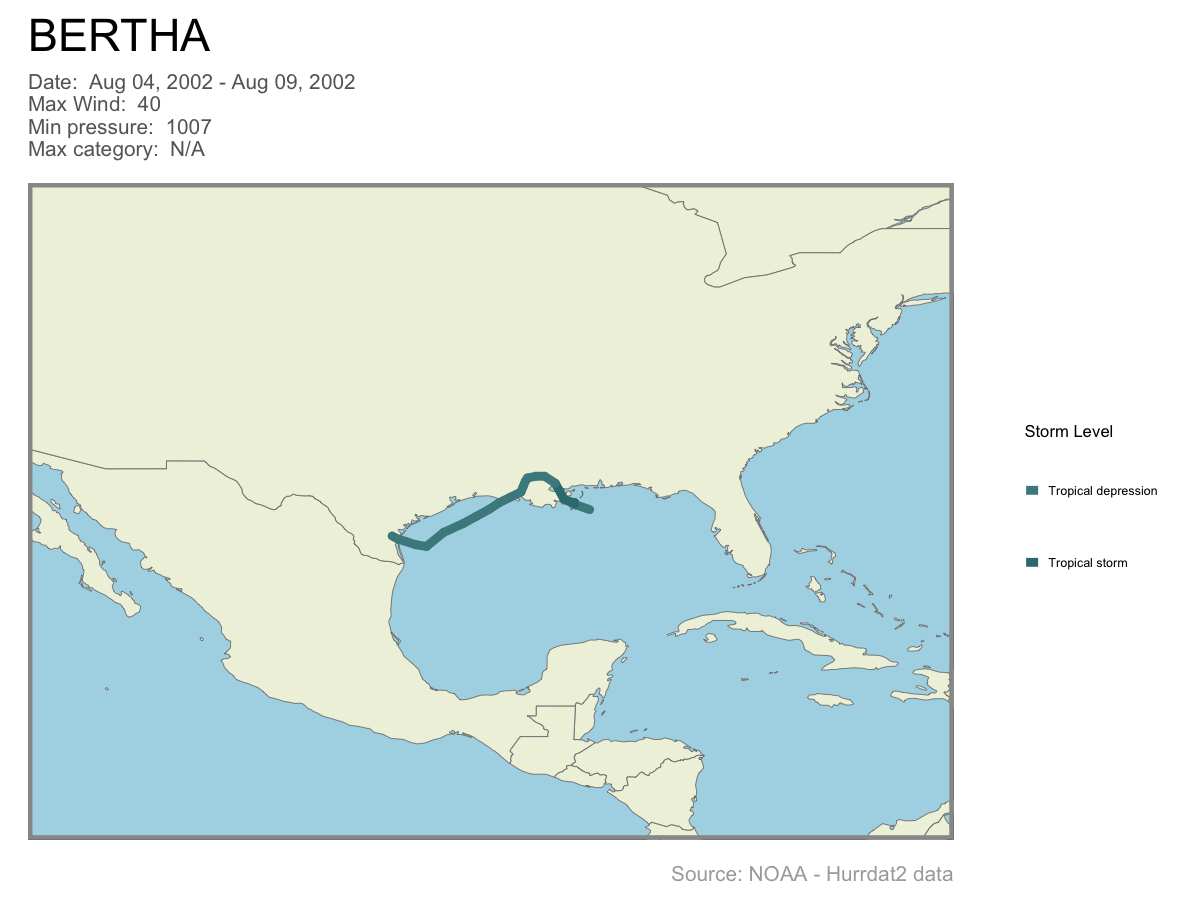 BERTHA
Date:  Aug 04, 2002 - Aug 09, 2002
Max Wind:  40
Min pressure:  1007
Max category:  N/A
Storm Level
Tropical depression
Tropical storm
Source: NOAA - Hurrdat2 data